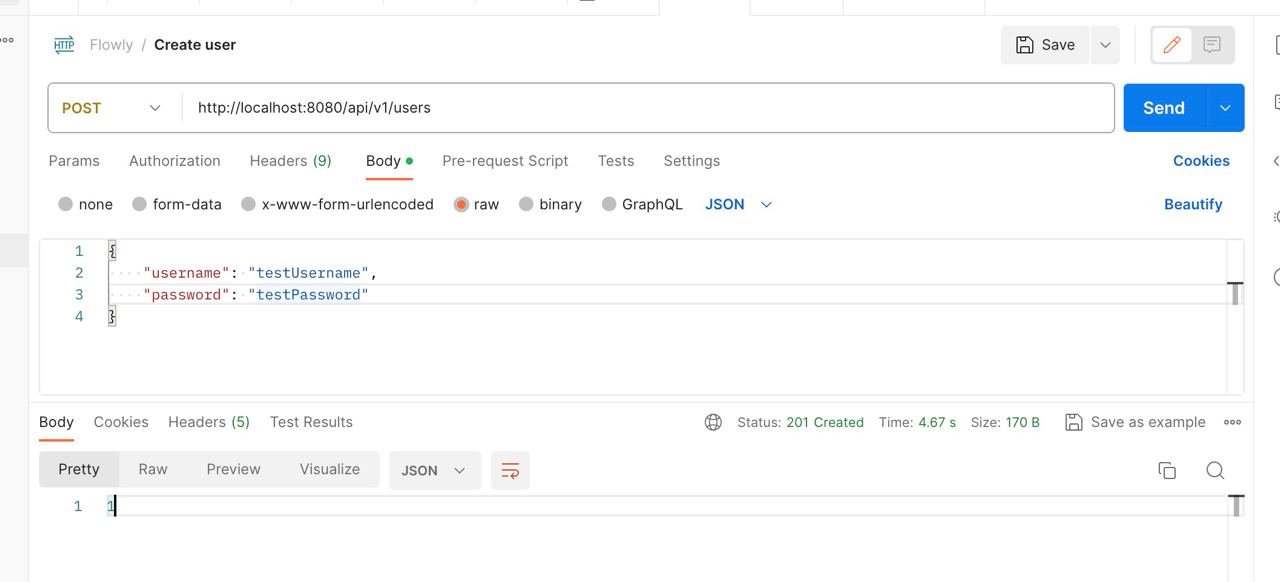 HTTP Flowly / Create user Save
POST http://localhost:8080/api/v1/users Send
Params Authorization Headers (9) Body Pre-request Script Tests Settings Cookies
none form-data x-www-form-urlencoded raw binary GraphQL JSON Beautify
1 {
2 "username": "testUsername",
3 "password": "testPassword"
4 }
Body Cookies Headers (5) Test Results Status: 201 Created Time: 4.67 s Size: 170 B Save as example
Pretty Raw Preview Visualize JSON
1 1